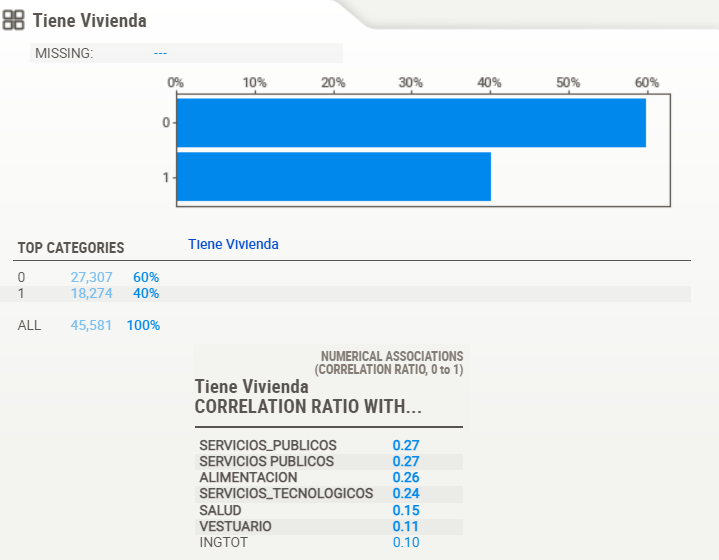 Tiene Vivienda
MISSING: ---
0% 10% 20% 30% 40% 50% 60%
0
1
TOP CATEGORIES Tiene Vivienda
0 27,307 60%
1 18,274 40%
ALL 45,581 100%
NUMERICAL ASSOCIATIONS
(CORRELATION RATIO, 0 to 1)
Tiene Vivienda
CORRELATION RATIO WITH...
SERVICIOS_PUBLICOS 0.27
SERVICIOS PUBLICOS 0.27
ALIMENTACION 0.26
SERVICIOS_TECNOLOGICOS 0.24
SALUD 0.15
VESTUARIO 0.11
INGTOT 0.10